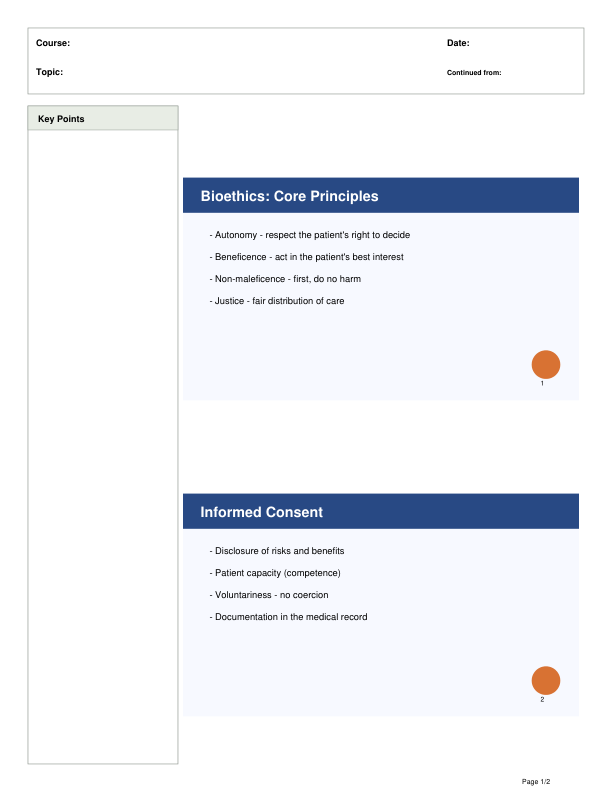 Course:
Date:
Topic:
Continued from:
Key Points
Bioethics: Core Principles
- Autonomy - respect the patient's right to decide
- Beneficence - act in the patient's best interest
- Non-maleficence - first, do no harm
- Justice - fair distribution of care
1
Informed Consent
- Disclosure of risks and benefits
- Patient capacity (competence)
- Voluntariness - no coercion
- Documentation in the medical record
2
Page 1/2